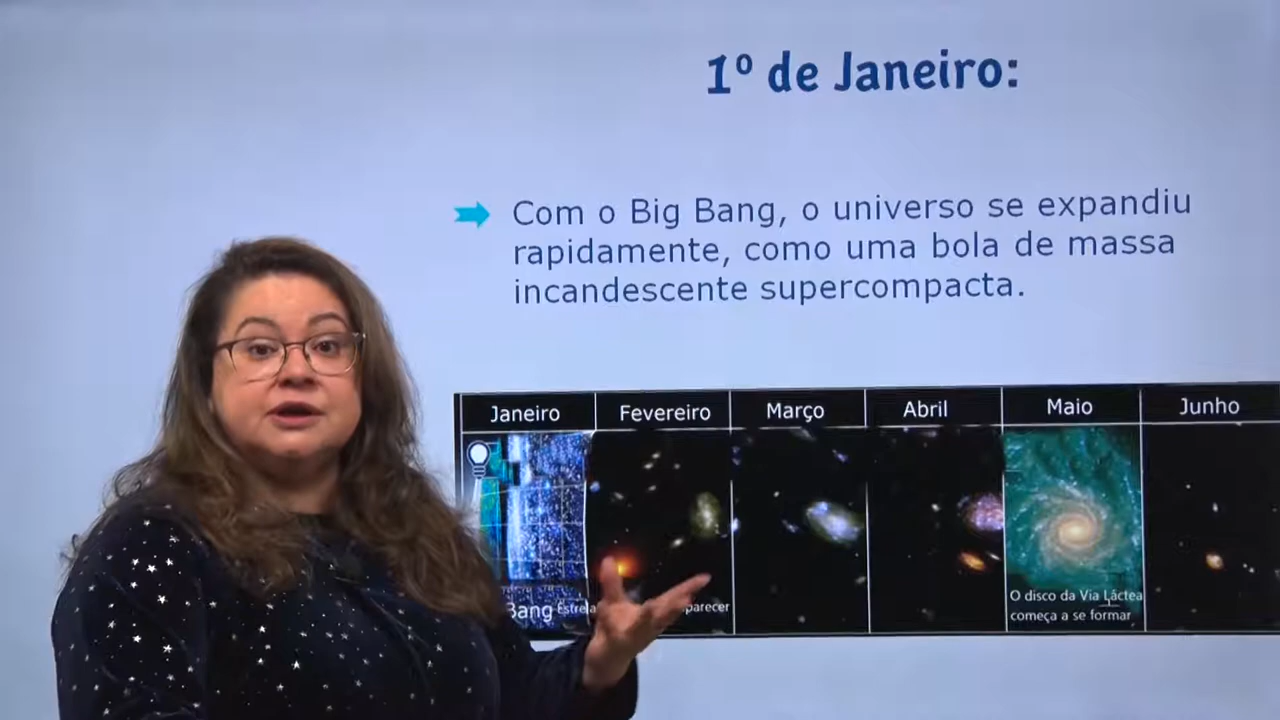 1º de Janeiro:
Com o Big Bang, o universo se expandiu
rapidamente, como uma bola de massa
incandescente supercompacta.
Janeiro Fevereiro Março Abril Maio Junho
Bang
O disco da Via Láctea
começa a se formar